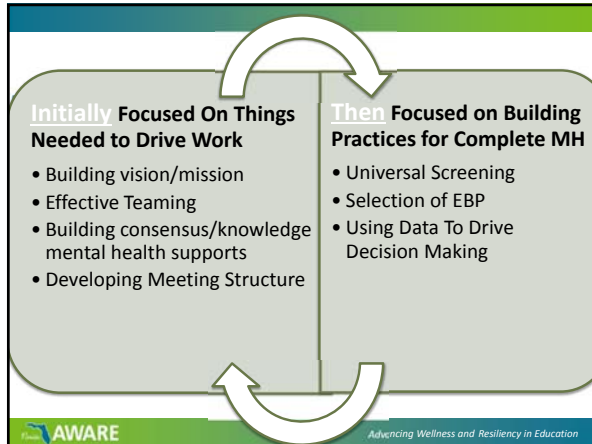 Initially Focused On Things
Needed to Drive Work
• Building vision/mission
• Effective Teaming
• Building consensus/knowledge
mental health supports
• Developing Meeting Structure
Then Focused on Building
Practices for Complete MH
• Universal Screening
• Selection of EBP
• Using Data To Drive
Decision Making
Florida AWARE
Advancing Wellness and Resiliency in Education